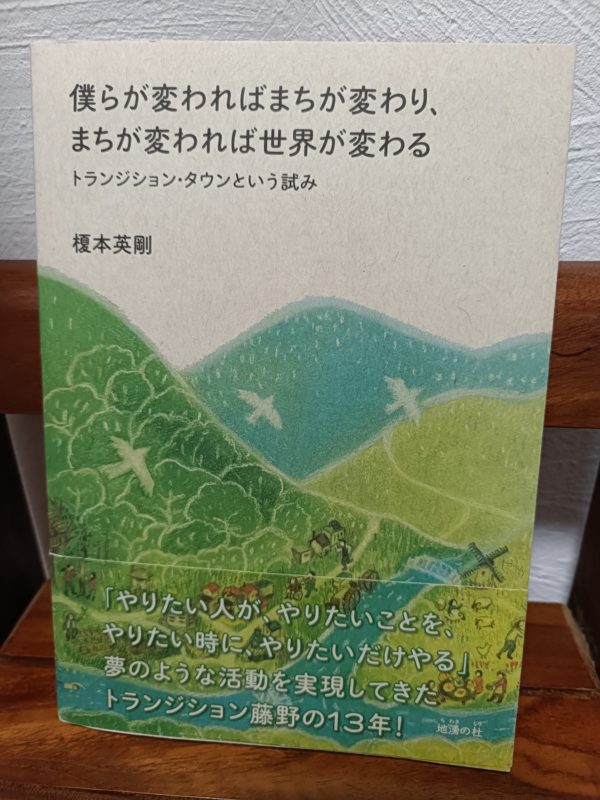 僕らが変わればまちが変わり、
まちが変われば世界が変わる
トランジション・タウンという試み
榎本英剛
「やりたい人が、やりたいことを、
やりたい時に、やりたいだけやる」
夢のような活動を実現してきた
トランジション藤野の13年！
ち わき もり
地湧の杜